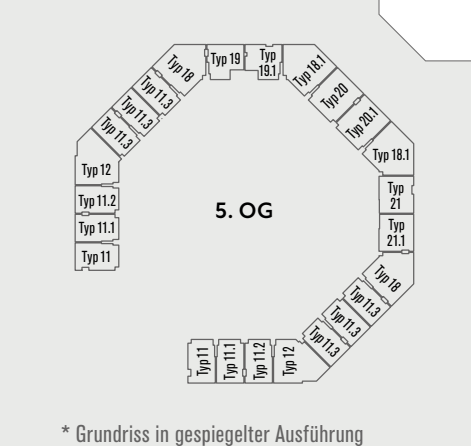 Typ 18
Typ 19
Typ
19.1
Typ 18.1
Typ 11.3
Typ 20
Typ 11.3
Typ 20.1
Typ 11.3
Typ 18.1
Typ 12
Typ 11.2
Typ
21
5. OG
Typ 11.1
Typ
21.1
Typ 11
Typ 18
Typ 11.3
Typ 11.3
Typ 11.3
Typ 11
Typ 11.1
Typ 11.2
Typ 12
* Grundriss in gespiegelter Ausführung